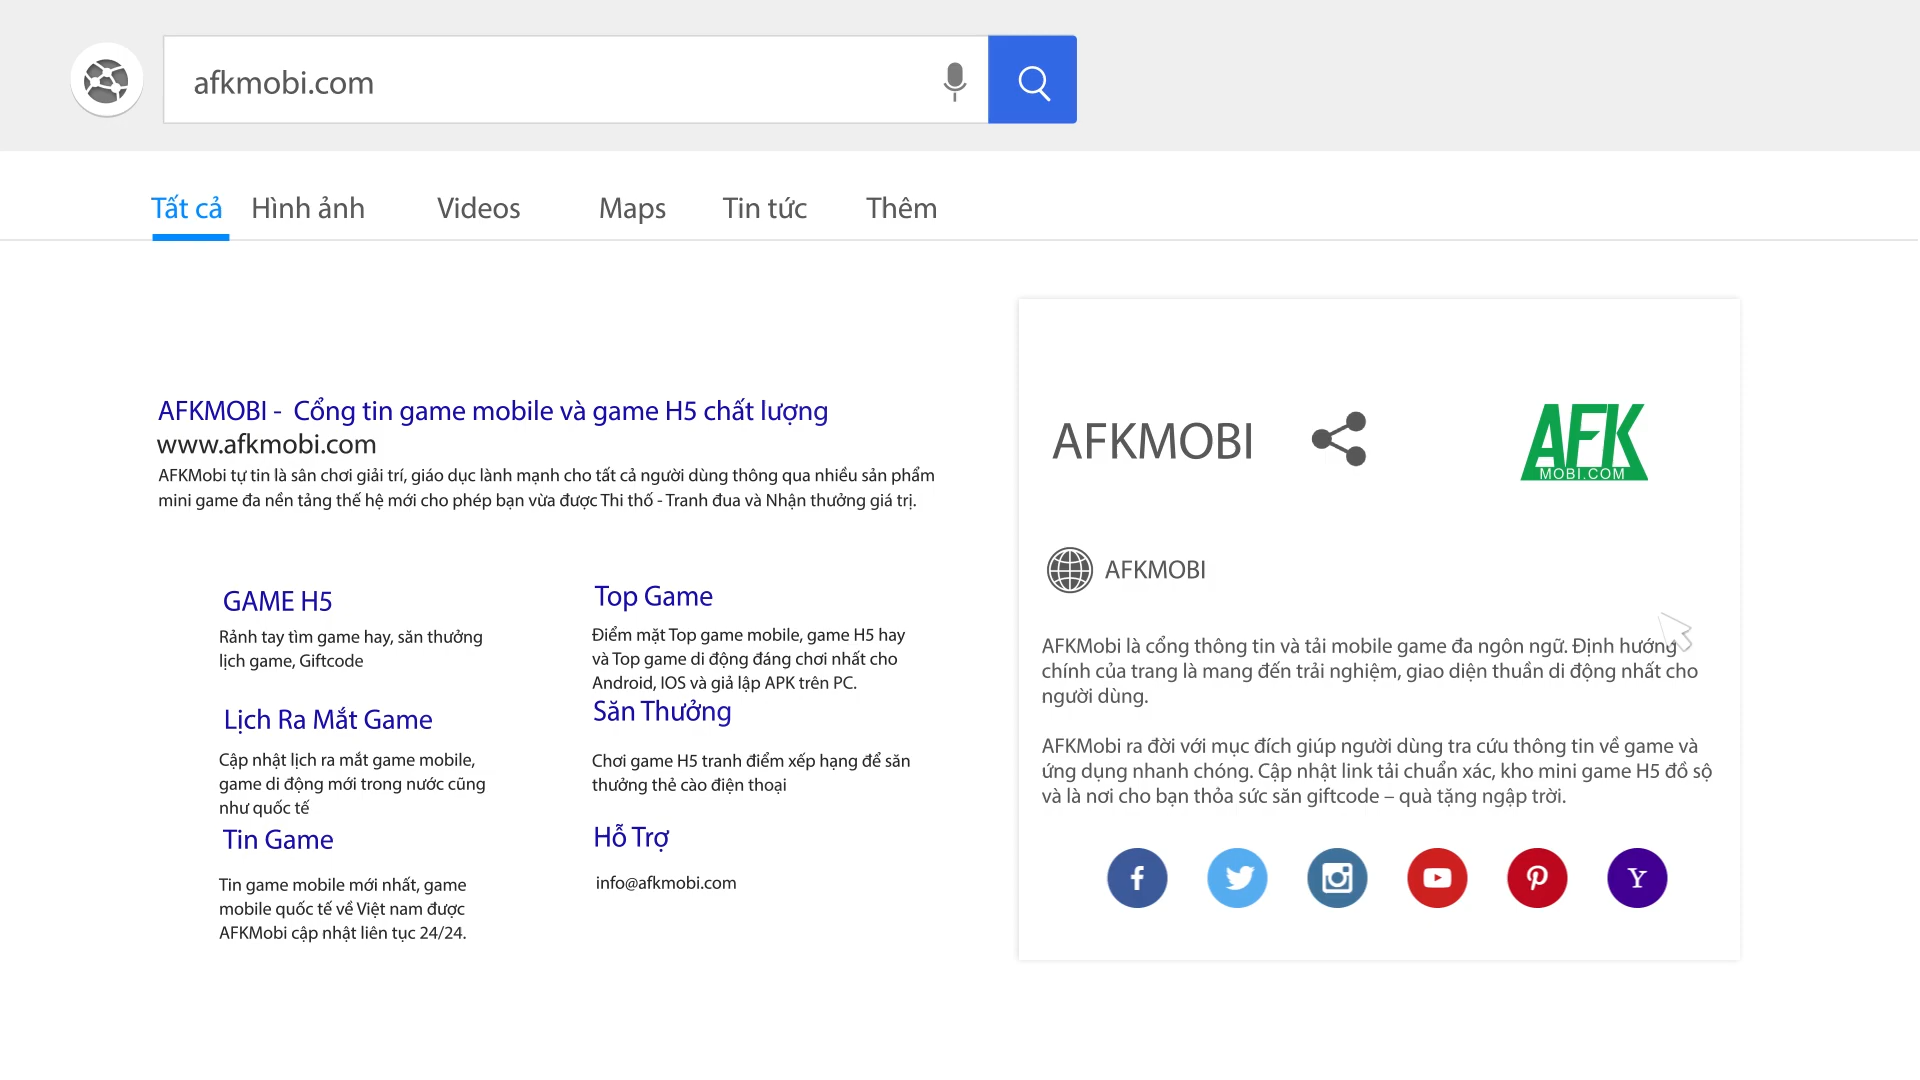 afkmobi.com
Tất cả
Hình ảnh
Videos
Maps
Tin tức
Thêm
AFKMOBI - Cổng tin game mobile và game H5 chất lượng
www.afkmobi.com
AFKMobi tự tin là sân chơi giải trí, giáo dục lành mạnh cho tất cả người dùng thông qua nhiều sản phẩm
mini game đa nền tảng thế hệ mới cho phép bạn vừa được Thi thố - Tranh đua và Nhận thưởng giá trị.
GAME H5
Rảnh tay tìm game hay, săn thưởng
lịch game, Giftcode
Lịch Ra Mắt Game
Cập nhật lịch ra mắt game mobile,
game di động mới trong nước cũng
như quốc tế
Tin Game
Tin game mobile mới nhất, game
mobile quốc tế về Việt nam được
AFKMobi cập nhật liên tục 24/24.
Top Game
Điểm mặt Top game mobile, game H5 hay
và Top game di động đáng chơi nhất cho
Android, IOS và giả lập APK trên PC.
Săn Thưởng
Chơi game H5 tranh điểm xếp hạng để săn
thưởng thẻ cào điện thoại
Hỗ Trợ
info@afkmobi.com
AFKMOBI
AFK
MOBI.COM
AFKMOBI
AFKMobi là cổng thông tin và tải mobile game đa ngôn ngữ. Định hướng
chính của trang là mang đến trải nghiệm, giao diện thuần di động nhất cho
người dùng.
AFKMobi ra đời với mục đích giúp người dùng tra cứu thông tin về game và
ứng dụng nhanh chóng. Cập nhật link tải chuẩn xác, kho mini game H5 đồ sộ
và là nơi cho bạn thỏa sức săn giftcode – quà tặng ngập trời.